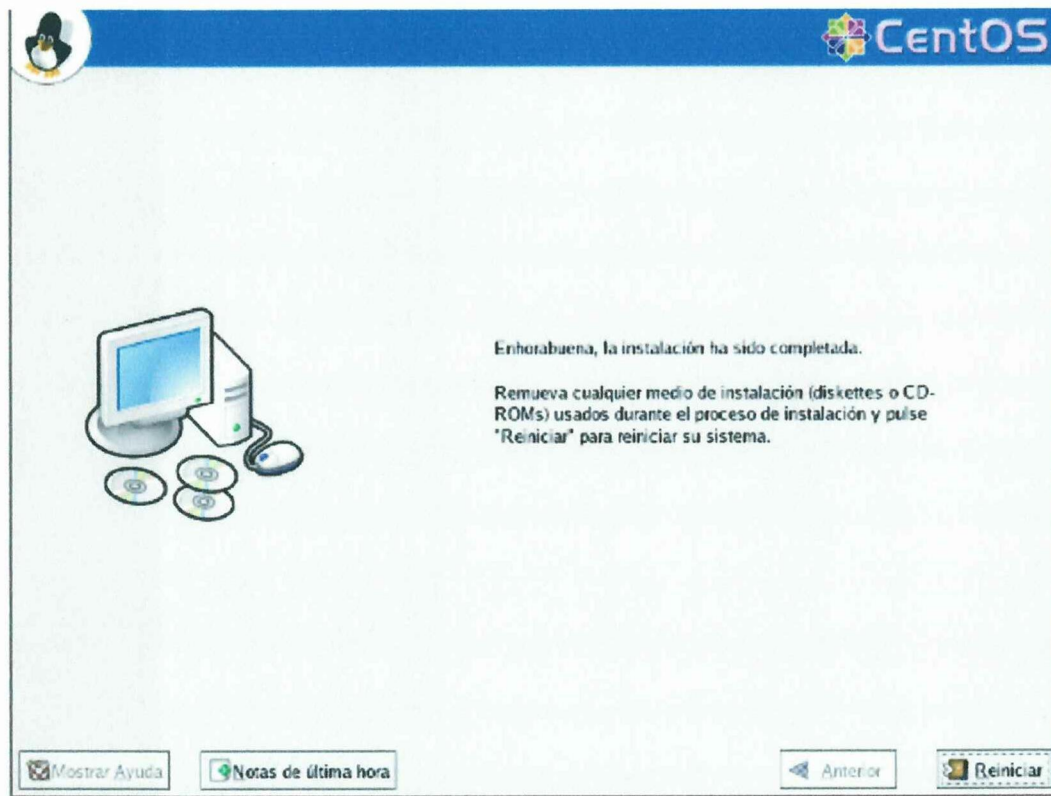 CentOS
Enhorabuena, la instalación ha sido completada.
Remueva cualquier medio de instalación (diskettes o CD-
ROMs) usados durante el proceso de instalación y pulse
"Reiniciar" para reiniciar su sistema.
Mostrar Ayuda
Notas de última hora
Anterior
Reiniciar